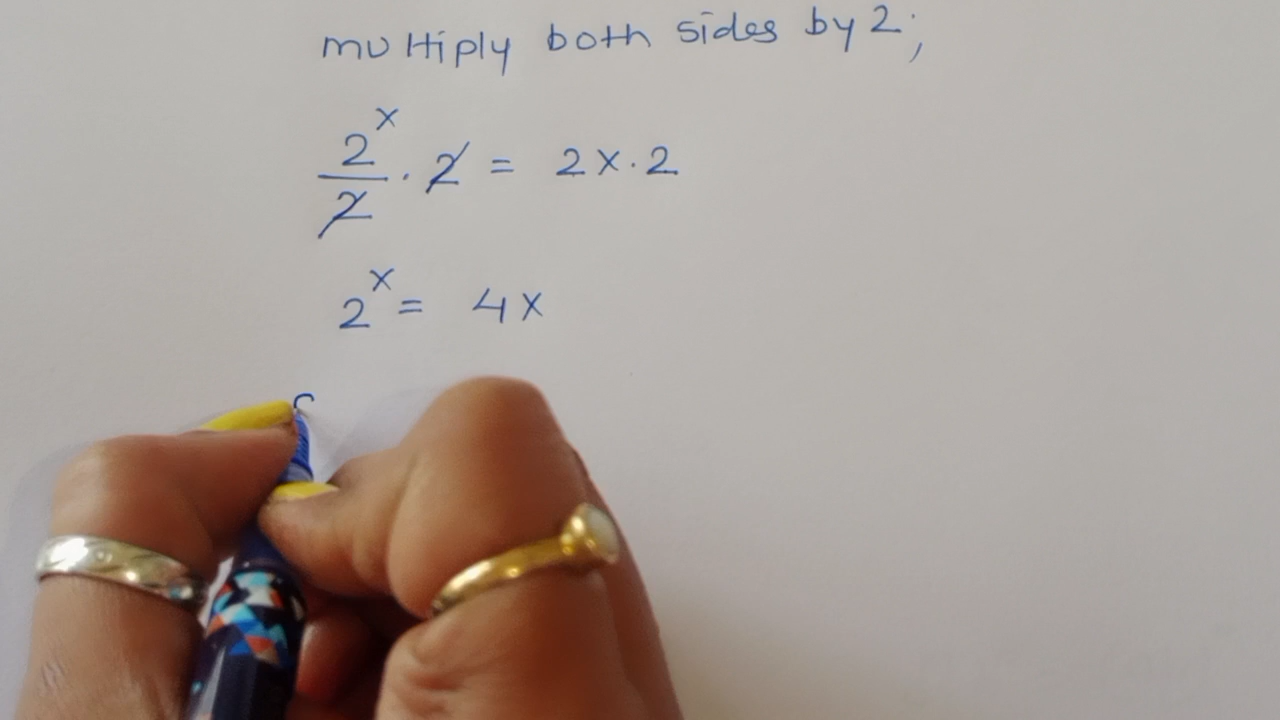 multiply both sides by 2;
2^x/2 . 2 = 2x.2
2^x = 4x